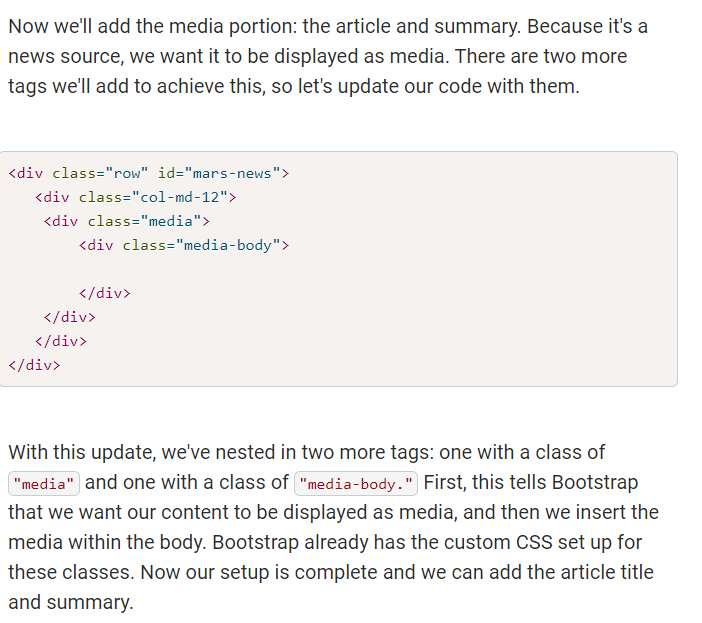 Now we'll add the media portion: the article and summary. Because it's a
news source, we want it to be displayed as media. There are two more
tags we'll add to achieve this, so let's update our code with them.
<div class="row" id="mars-news">
   <div class="col-md-12">
    <div class="media">
        <div class="media-body">
        </div>
    </div>
   </div>
</div>
With this update, we've nested in two more tags: one with a class of
"media" and one with a class of "media-body." First, this tells Bootstrap
that we want our content to be displayed as media, and then we insert the
media within the body. Bootstrap already has the custom CSS set up for
these classes. Now our setup is complete and we can add the article title
and summary.